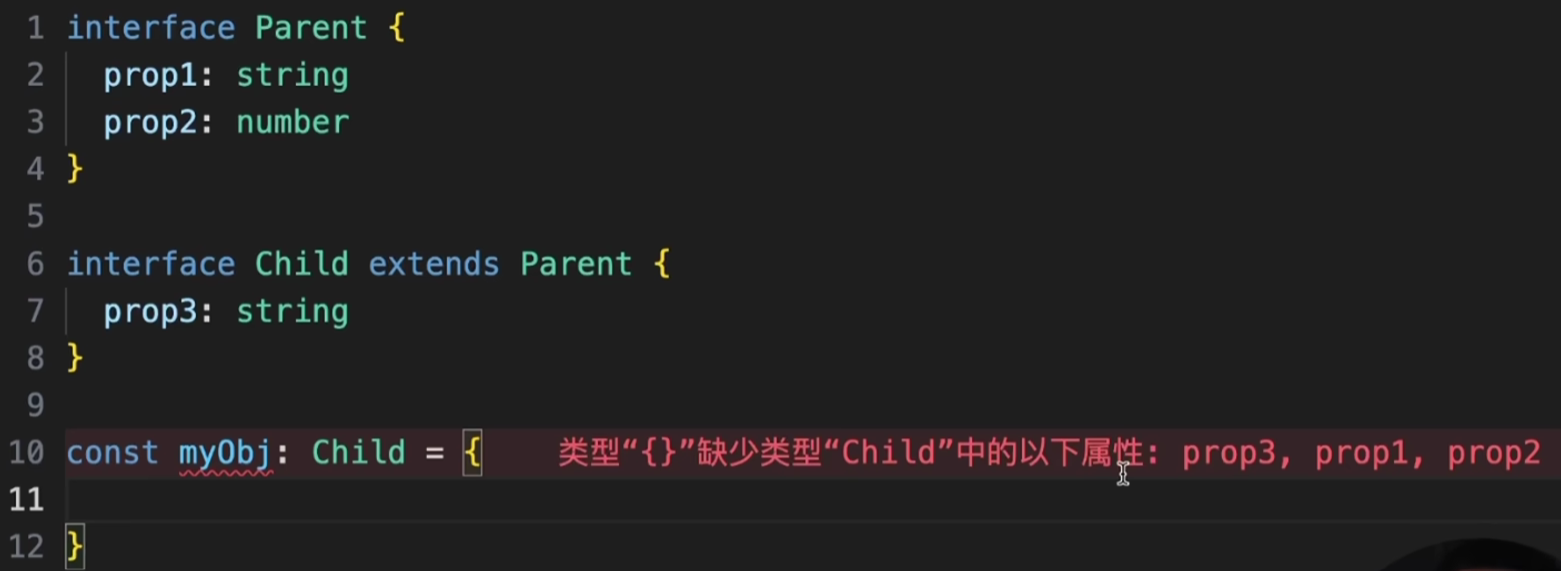 1 interface Parent {
2 prop1: string
3 prop2: number
4 }
5
6 interface Child extends Parent {
7 prop3: string
8 }
9
10 const myObj: Child = { 类型“{}”缺少类型“Child”中的以下属性: prop3, prop1, prop2
11
12 }